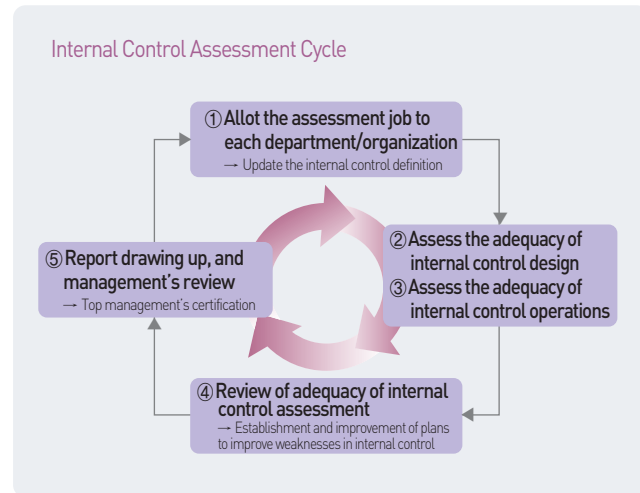 Internal Control Assessment Cycle
①Allot the assessment job to
each department/organization
→ Update the internal control definition
②Assess the adequacy of
internal control design
③Assess the adequacy of
internal control operations
④Review of adequacy of internal
control assessment
→ Establishment and improvement of plans
to improve weaknesses in internal control
⑤Report drawing up, and
management's review
→ Top management's certification